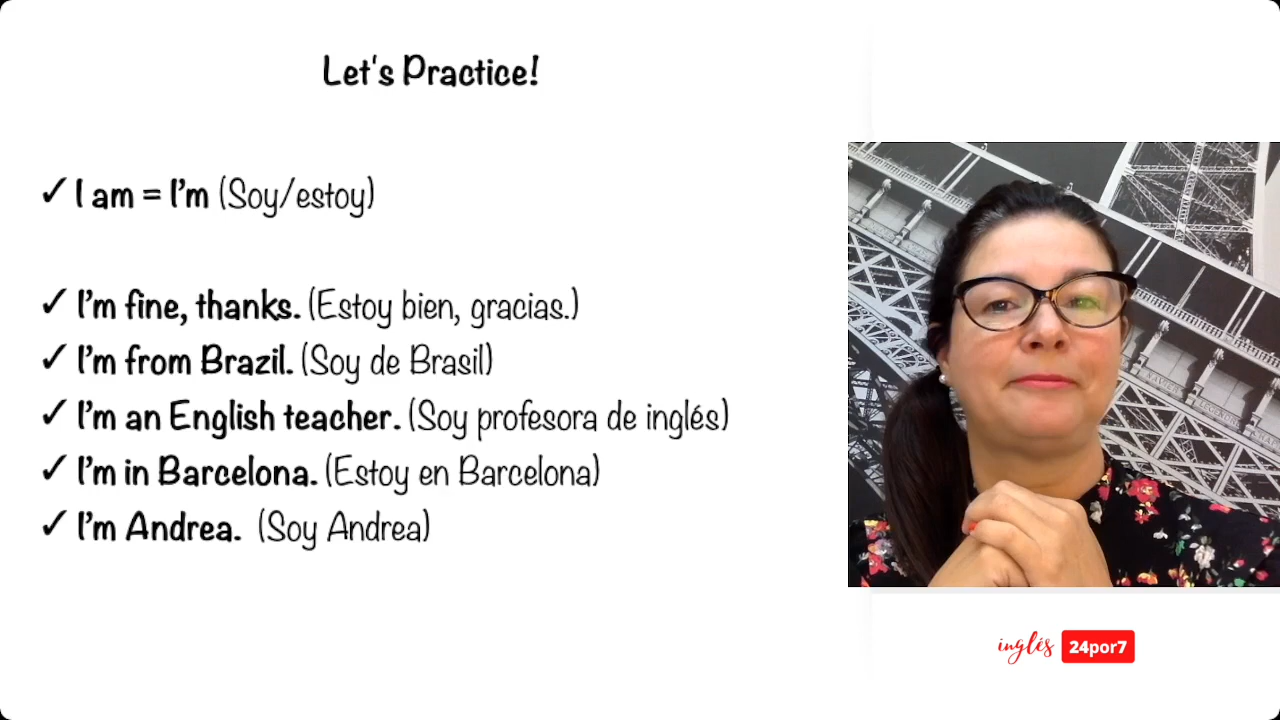 Let's Practice!
✓ I am = I'm (Soy/estoy)
✓ I'm fine, thanks. (Estoy bien, gracias.)
✓ I'm from Brazil. (Soy de Brasil)
✓ I'm an English teacher. (Soy profesora de inglés)
✓ I'm in Barcelona. (Estoy en Barcelona)
✓ I'm Andrea. (Soy Andrea)
inglés 24por7